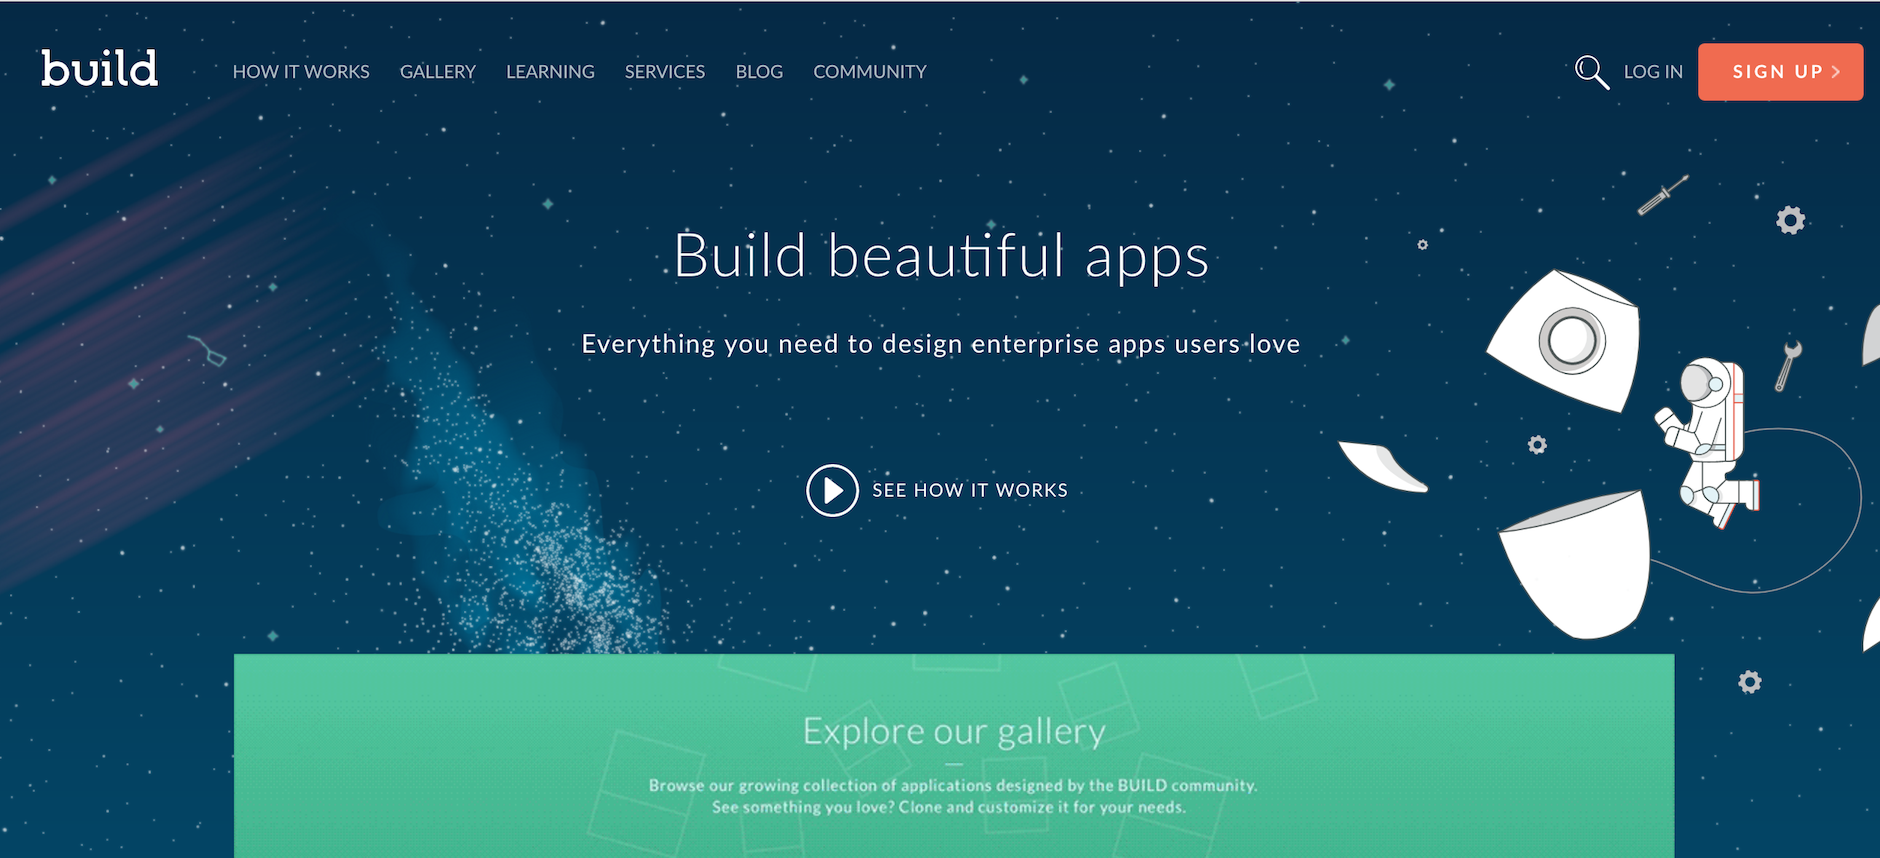 build
HOW IT WORKS
GALLERY
LEARNING
SERVICES
BLOG
COMMUNITY
LOG IN
SIGN UP >
Build beautiful apps
Everything you need to design enterprise apps users love
SEE HOW IT WORKS
Explore our gallery
Browse our growing collection of applications designed by the BUILD community.
See something you love? Clone and customize it for your needs.